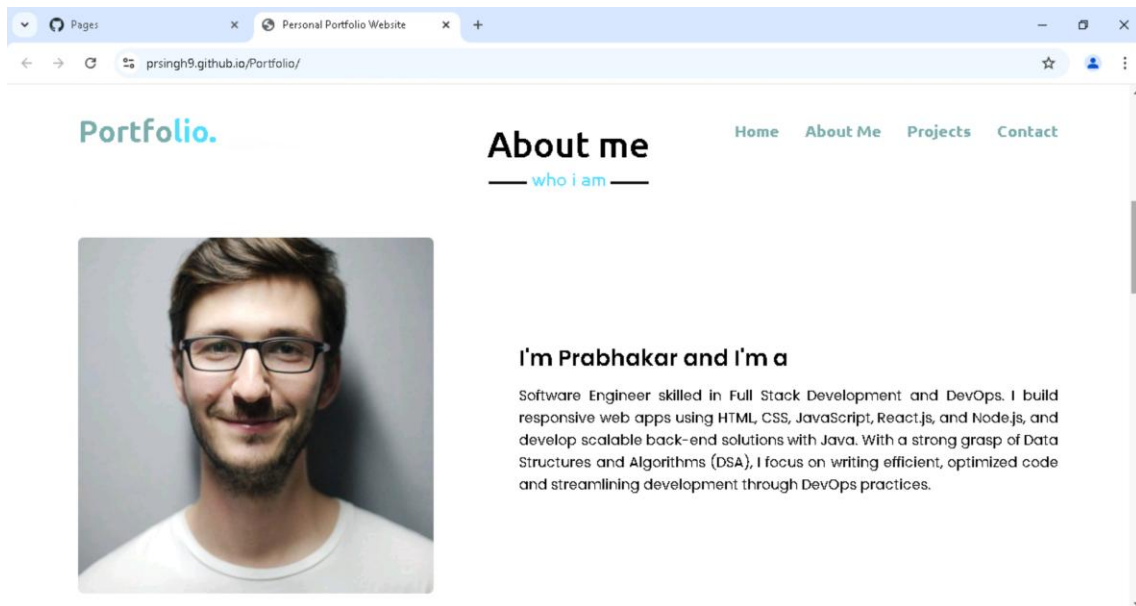 Pages
Personal Portfolio Website
prsingh9.github.io/Portfolio/
Portfolio.
Home About Me Projects Contact
About me
who i am
I'm Prabhakar and I'm a
Software Engineer skilled in Full Stack Development and DevOps. I build
responsive web apps using HTML, CSS, JavaScript, React.js, and Node.js, and
develop scalable back-end solutions with Java. With a strong grasp of Data
Structures and Algorithms (DSA), I focus on writing efficient, optimized code
and streamlining development through DevOps practices.